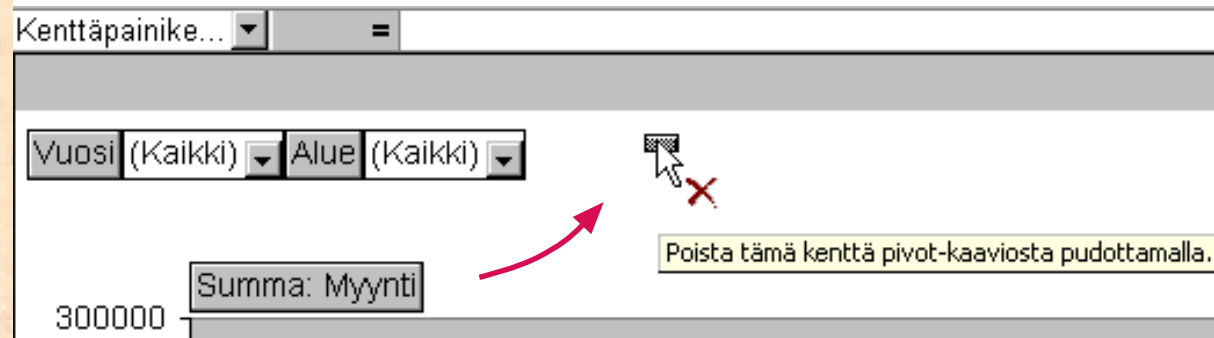 Kenttäpainike... =
Vuosi (Kaikki) Alue (Kaikki)
Poista tämä kenttä pivot-kaaviosta pudottamalla.
Summa: Myynti
300000